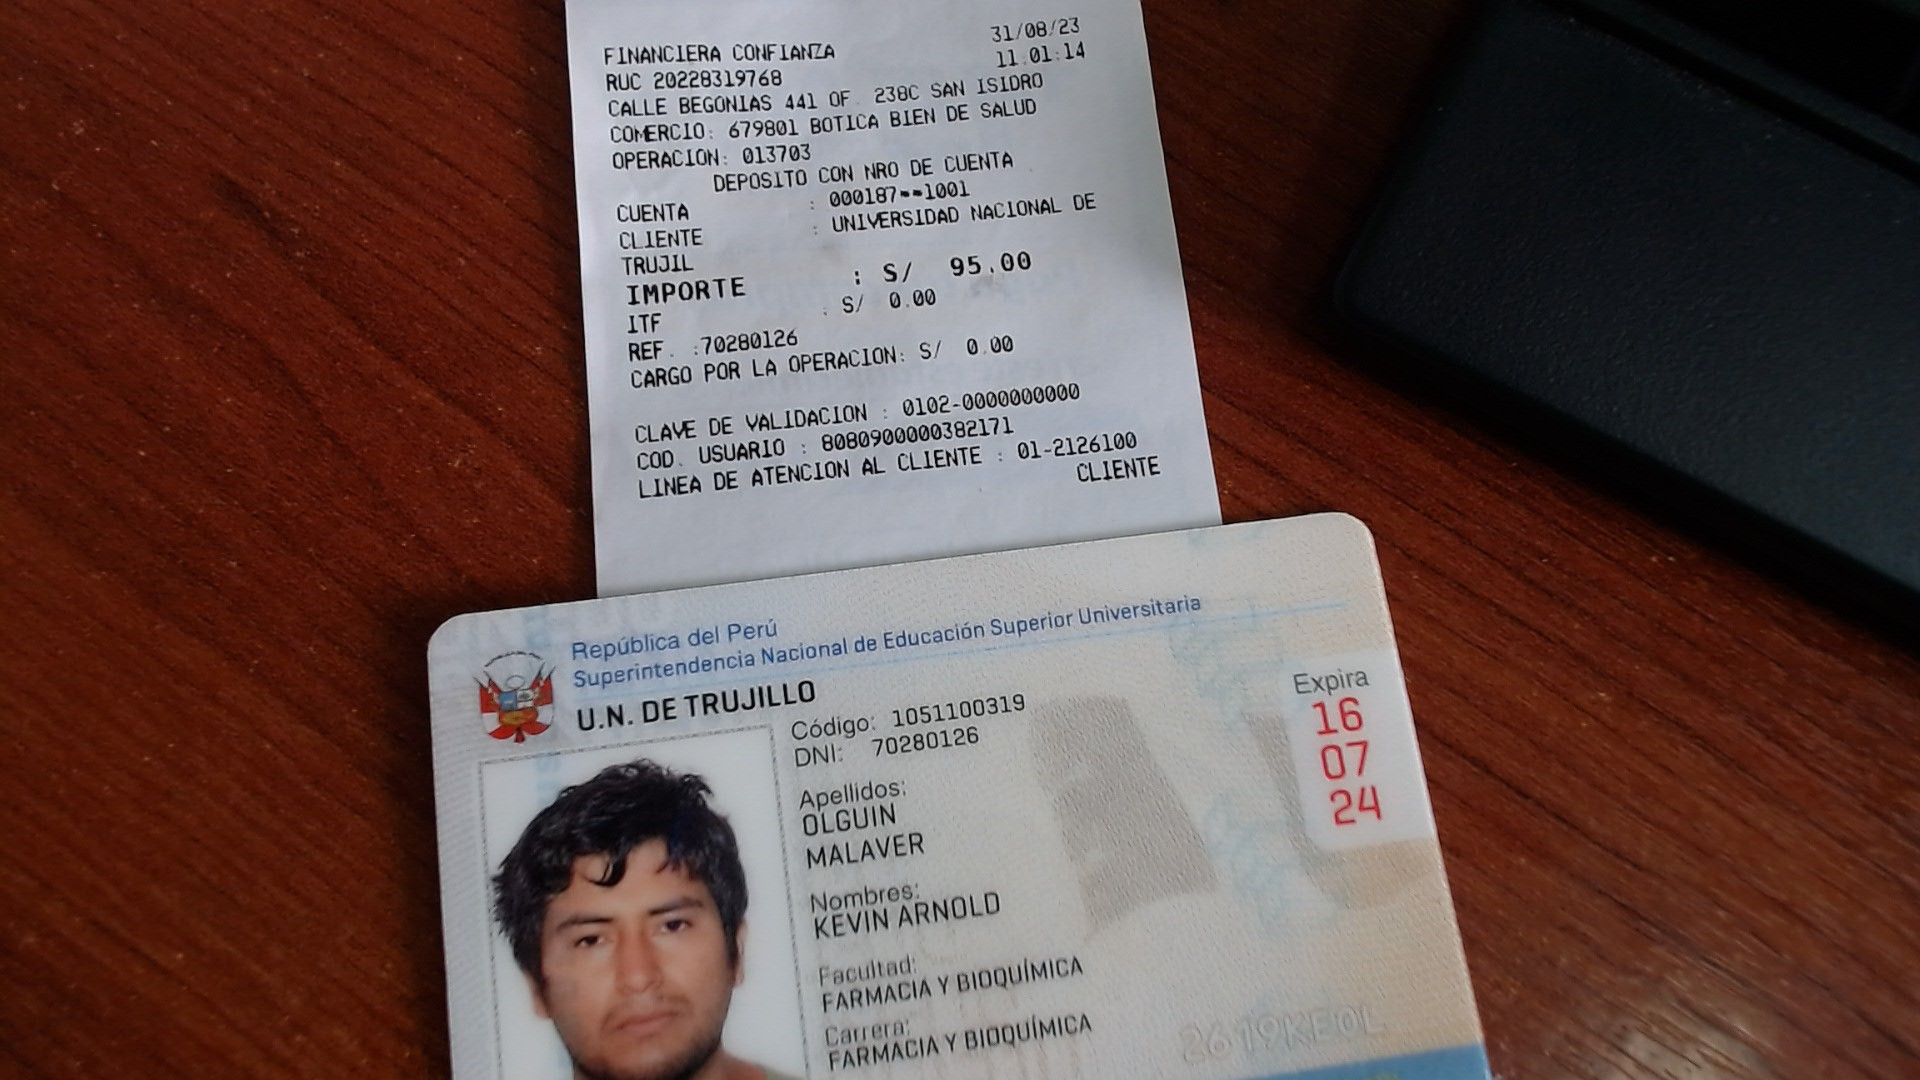 FINANCIERA CONFIANZA 31/08/23
RUC 20228319768 11:01:14
CALLE BEGONIAS 441 OF. 238C SAN ISIDRO
COMERCIO: 679801 BOTICA BIEN DE SALUD
OPERACION: 013703
DEPOSITO CON NRO DE CUENTA
CUENTA : 000187**1001
CLIENTE : UNIVERSIDAD NACIONAL DE
TRUJIL
IMPORTE : S/ 95.00
ITF : S/ 0.00
REF. :70280126
CARGO POR LA OPERACION: S/ 0.00
CLAVE DE VALIDACION : 0102-0000000000
COD. USUARIO : 8080900000382171
LINEA DE ATENCION AL CLIENTE : 01-2126100
CLIENTE
República del Perú
Superintendencia Nacional de Educación Superior Universitaria
U.N. DE TRUJILLO
Código: 1051100319
DNI: 70280126
Apellidos:
OLGUIN
MALAVER
Nombres:
KEVIN ARNOLD
Facultad:
FARMACIA Y BIOQUÍMICA
Carrera:
FARMACIA Y BIOQUÍMICA
Expira
16
07
24